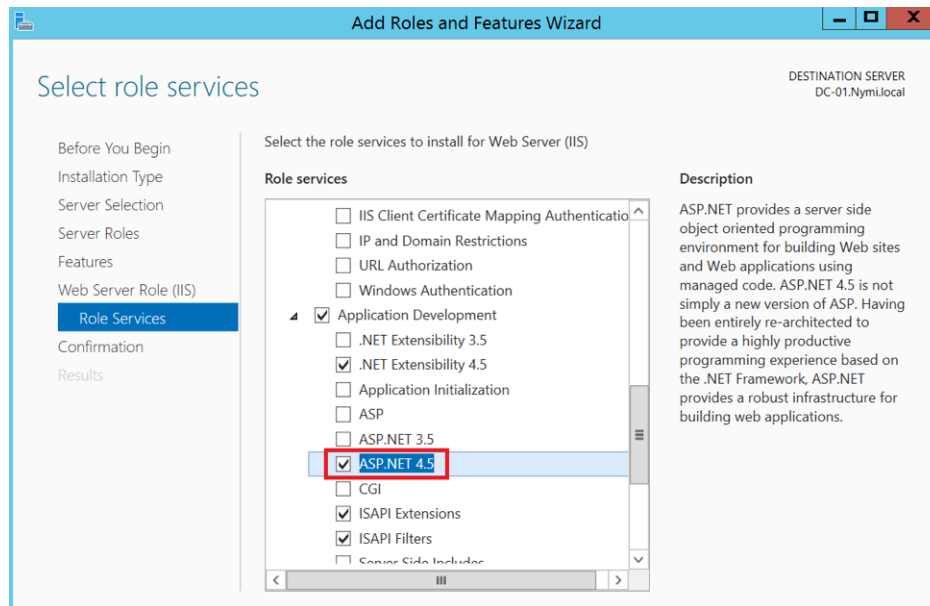 Add Roles and Features Wizard
Select role services
DESTINATION SERVER
DC-01.Nymi.local
Before You Begin
Installation Type
Server Selection
Server Roles
Features
Web Server Role (IIS)
Role Services
Confirmation
Results
Select the role services to install for Web Server (IIS)
Role services
IIS Client Certificate Mapping Authenticatio
IP and Domain Restrictions
URL Authorization
Windows Authentication
Application Development
.NET Extensibility 3.5
.NET Extensibility 4.5
Application Initialization
ASP
ASP.NET 3.5
ASP.NET 4.5
CGI
ISAPI Extensions
ISAPI Filters
Server Side Includes
Description
ASP.NET provides a server side
object oriented programming
environment for building Web sites
and Web applications using
managed code. ASP.NET 4.5 is not
simply a new version of ASP. Having
been entirely re-architected to
provide a highly productive
programming experience based on
the .NET Framework, ASP.NET
provides a robust infrastructure for
building web applications.